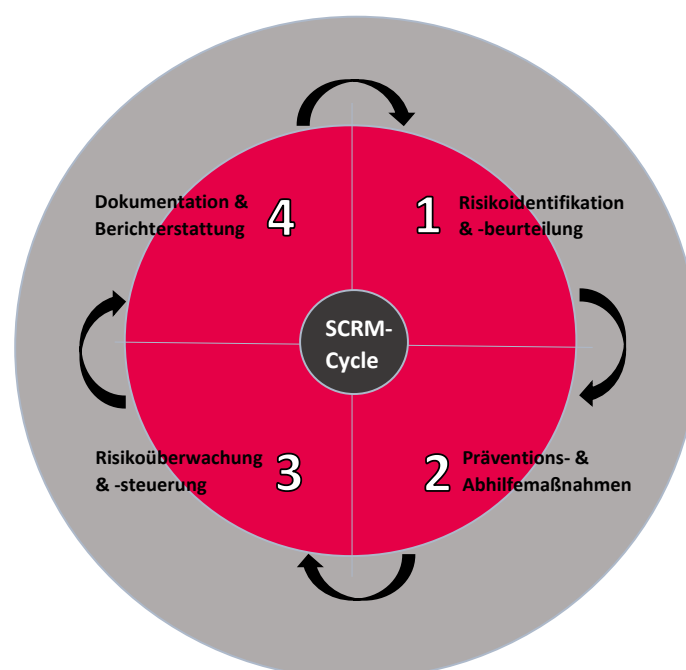 Dokumentation &
Berichterstattung
4
1
Risikoidentifikation
& -beurteilung
SCRM-
Cycle
Risikoüberwachung
& -steuerung
3
2
Präventions- &
Abhilfemaßnahmen